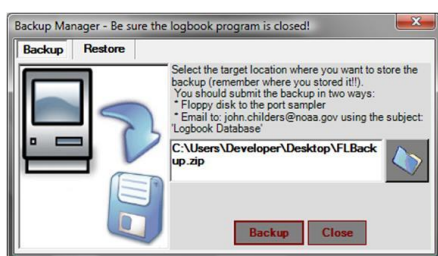 Backup Manager - Be sure the logbook program is closed!
Backup Restore
Select the target location where you want to store the
backup (remember where you stored it!!).
You should submit the backup in two ways:
* Floppy disk to the port sampler
* Email to: john.childers@noaa.gov using the subject:
'Logbook Database'
C:\Users\Developer\Desktop\FLBack
up.zip
Backup Close